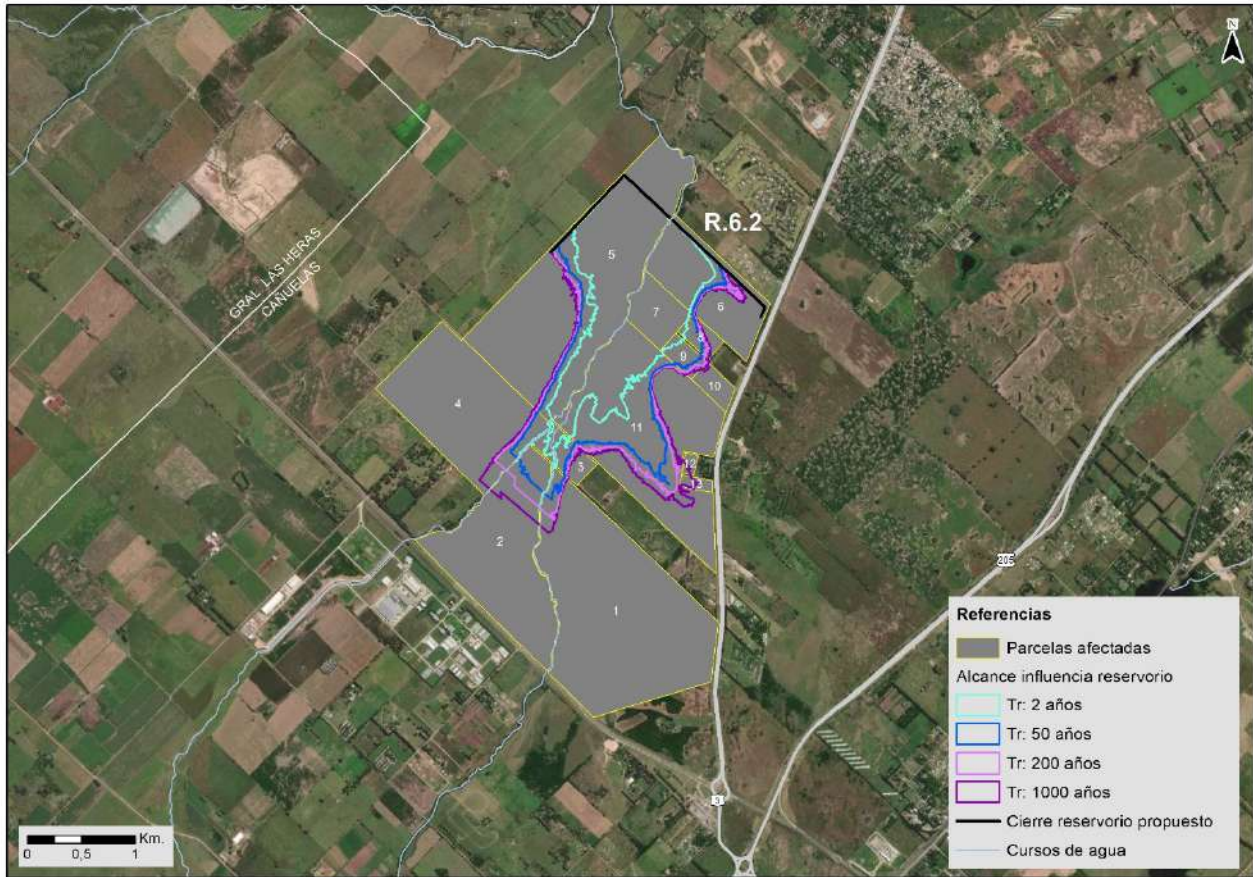 N
R.6.2
GRAL. LAS HERAS
CAÑUELAS
5
6
7
8
9
10
4
11
12
3
13
2
1
205
3
Referencias
Parcelas afectadas
Alcance influencia reservorio
Tr: 2 años
Tr: 50 años
Tr: 200 años
Tr: 1000 años
Cierre reservorio propuesto
Cursos de agua
Km.
0 0,5 1